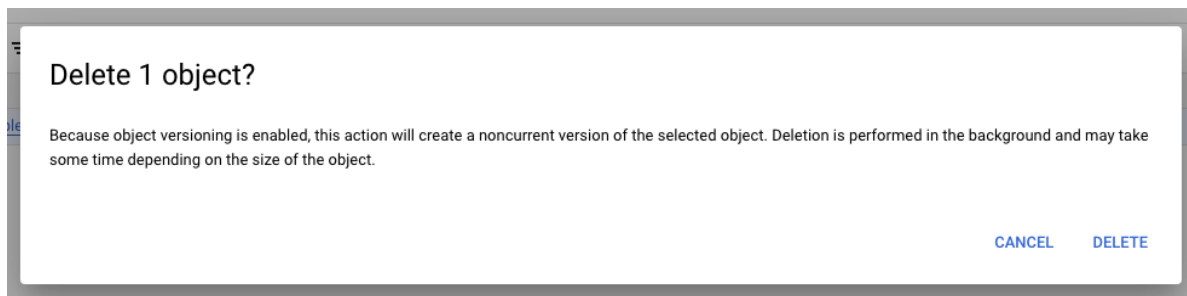 Delete 1 object?
Because object versioning is enabled, this action will create a noncurrent version of the selected object. Deletion is performed in the background and may take
some time depending on the size of the object.
CANCEL DELETE